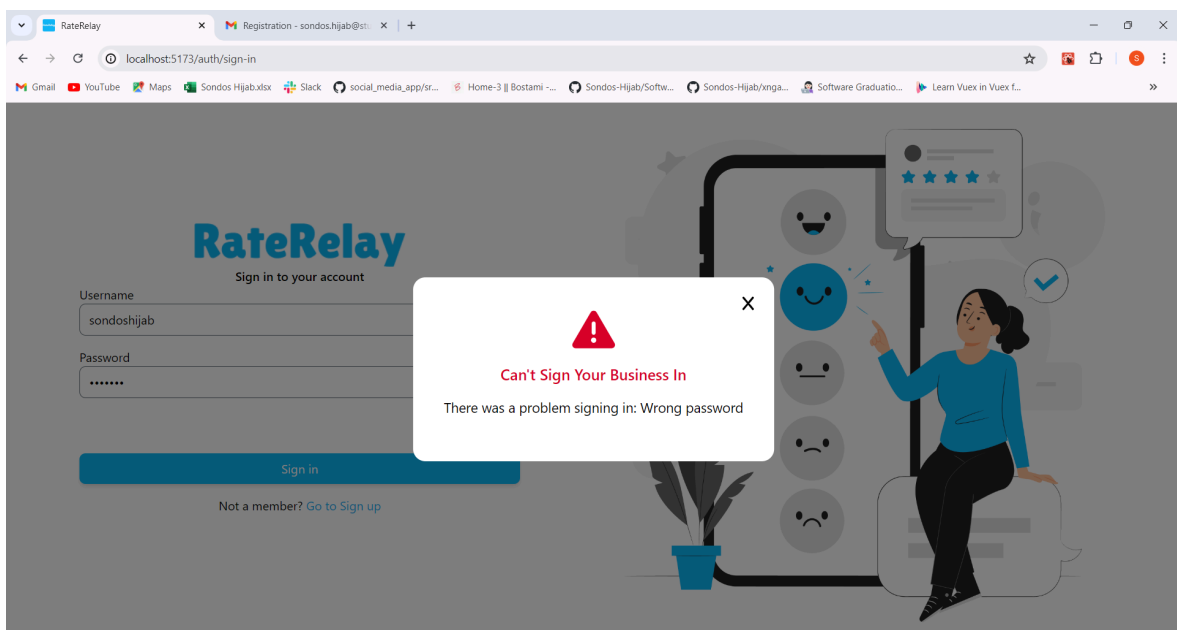 RateRelay
Registration - sondos.hijab@st
localhost:5173/auth/sign-in
S
Gmail YouTube Maps Sondos Hijab.xlsx Slack social_media_app/sr... Home-3 || Bostami -... Sondos-Hijab/Softw... Sondos-Hijab/xnga... Software Graduatio... Learn Vuex in Vuex f... »
RateRelay
Sign in to your account
Username
sondoshijab
Password
•••••••
Sign in
Not a member? Go to Sign up
X
Can't Sign Your Business In
There was a problem signing in: Wrong password